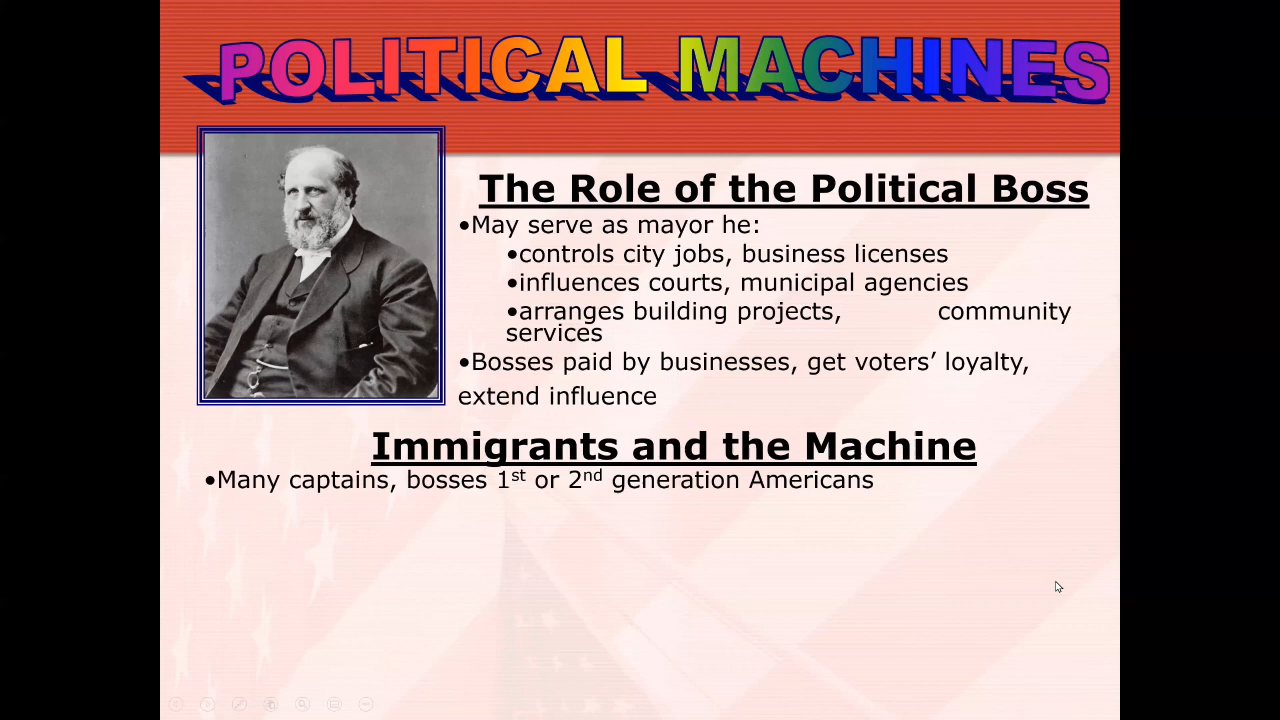 POLITICAL MACHINES
The Role of the Political Boss
•May serve as mayor he:
•controls city jobs, business licenses
•influences courts, municipal agencies
•arranges building projects, community
services
•Bosses paid by businesses, get voters’ loyalty,
extend influence
Immigrants and the Machine
•Many captains, bosses 1st or 2nd generation Americans